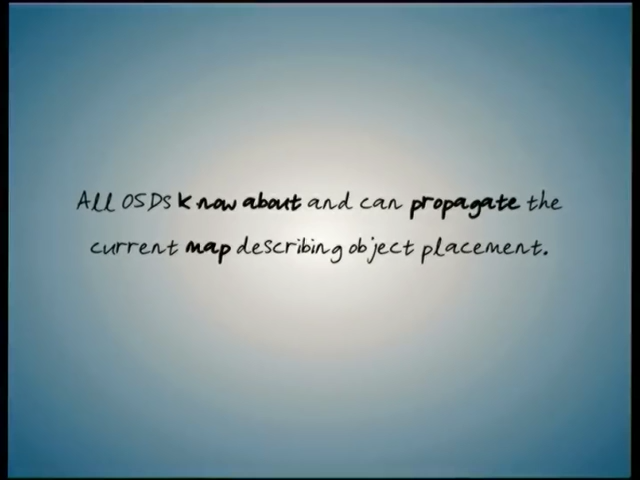 All OSDs know about and can propagate the
current map describing object placement.